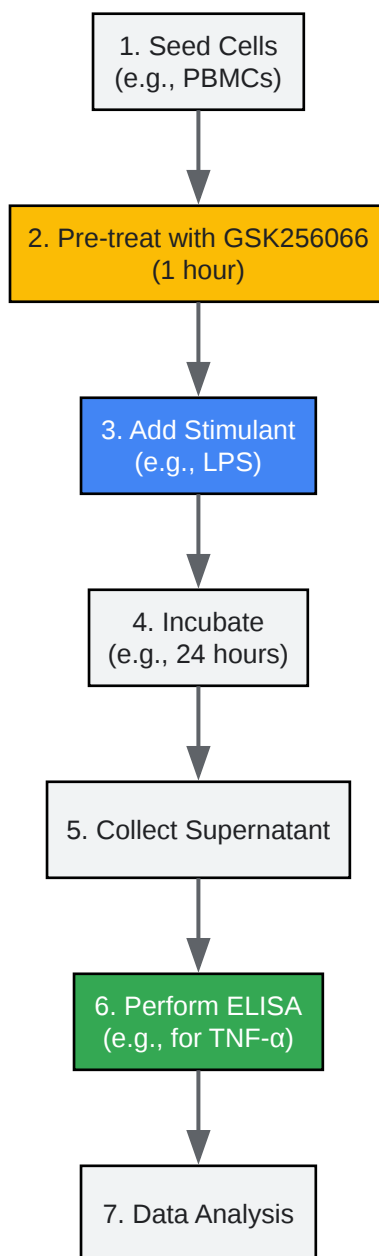 1. Seed Cells
(e.g., PBMCs)
2. Pre-treat with GSK256066
(1 hour)
3. Add Stimulant
(e.g., LPS)
4. Incubate
(e.g., 24 hours)
5. Collect Supernatant
6. Perform ELISA
(e.g., for TNF-α)
7. Data Analysis